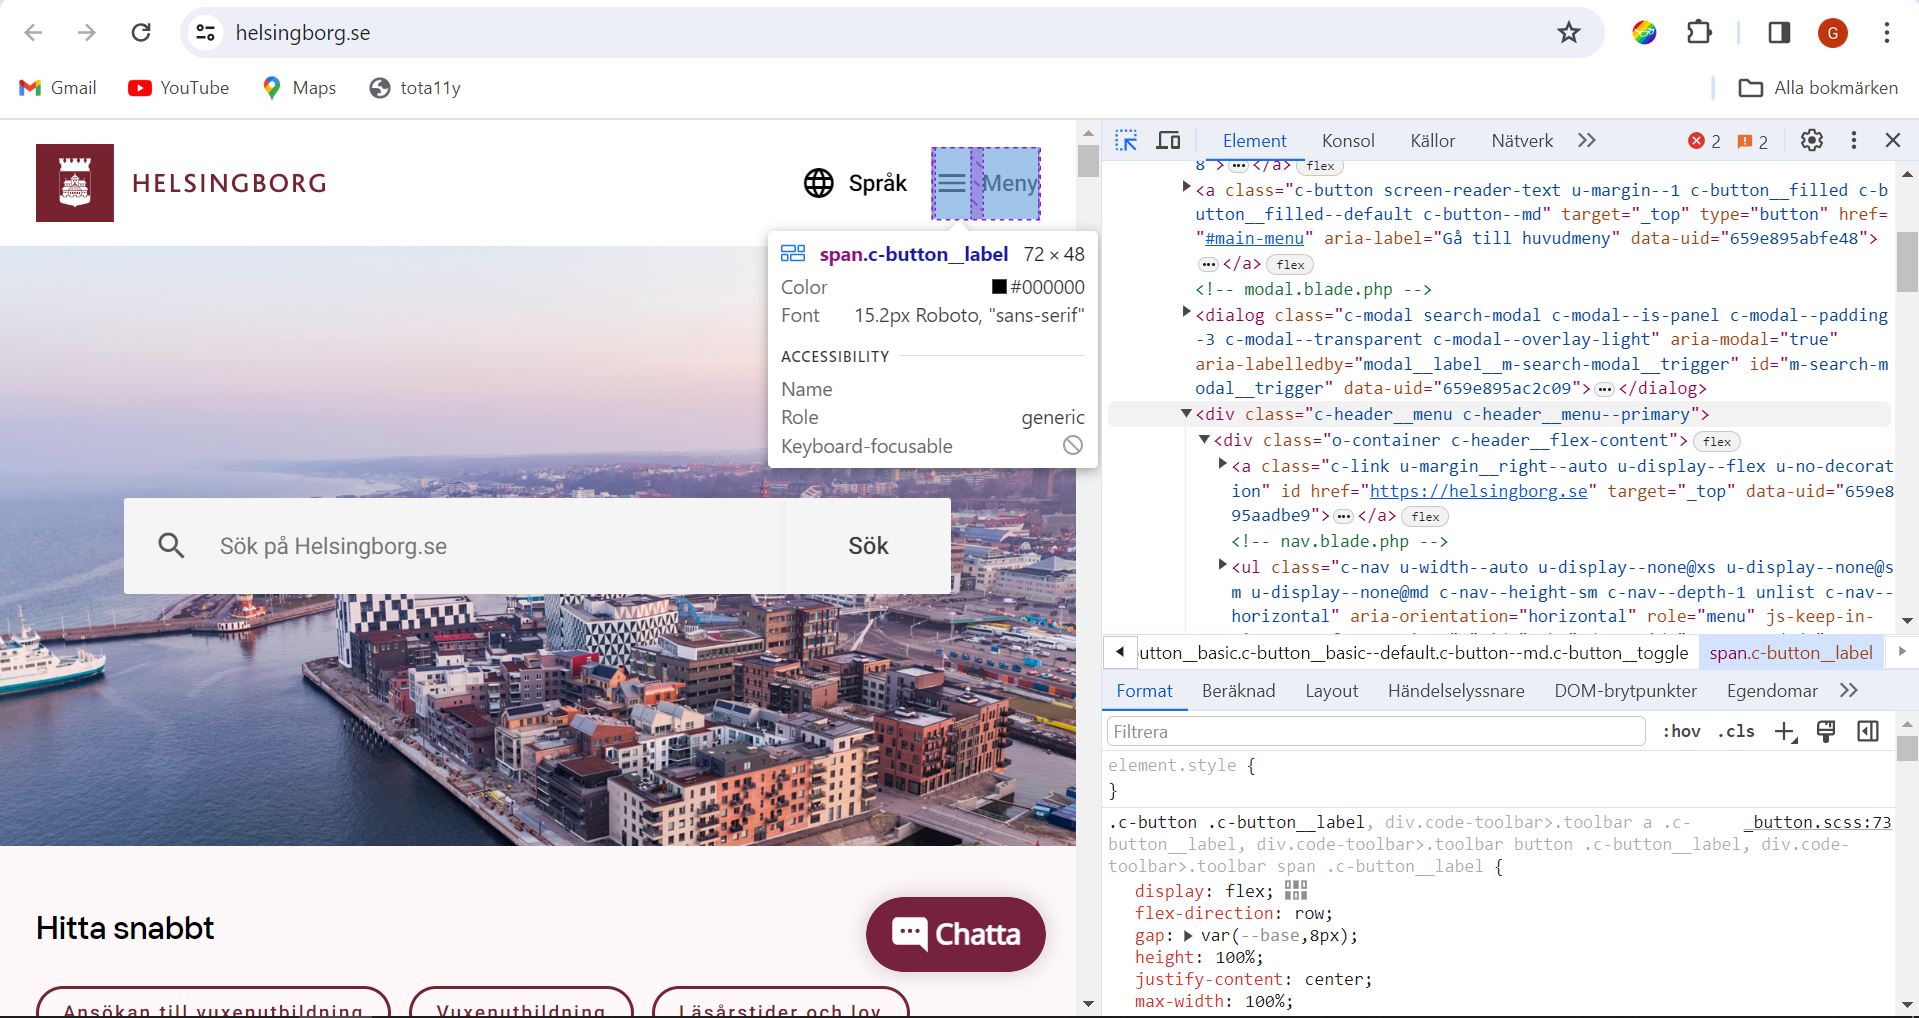 helsingborg.se
G
Gmail
YouTube
Maps
tota11y
Alla bokmärken
HELSINGBORG
Språk
Meny
span.c-button__label 72 × 48
Color #000000
Font 15.2px Roboto, "sans-serif"
ACCESSIBILITY
Name
Role generic
Keyboard-focusable
Sök på Helsingborg.se
Sök
Hitta snabbt
Chatta
Ansökan till vuxenutbildning
Vuxenutbildning
Läsårstider och lov
Element Konsol Källor Nätverk 2 2
8"> ••• </a> flex
<a class="c-button screen-reader-text u-margin--1 c-button__filled c-b
utton__filled--default c-button--md" target="_top" type="button" href=
"#main-menu" aria-label="Gå till huvudmeny" data-uid="659e895abfe48">
••• </a> flex
<!-- modal.blade.php -->
<dialog class="c-modal search-modal c-modal--is-panel c-modal--padding
-3 c-modal--transparent c-modal--overlay-light" aria-modal="true"
aria-labelledby="modal__label__m-search-modal__trigger" id="m-search-m
odal__trigger" data-uid="659e895ac2c09"> ••• </dialog>
<div class="c-header__menu c-header__menu--primary">
<div class="o-container c-header__flex-content"> flex
<a class="c-link u-margin__right--auto u-display--flex u-no-decorat
ion" id href="https://helsingborg.se" target="_top" data-uid="659e8
95aadbe9"> ••• </a> flex
<!-- nav.blade.php -->
<ul class="c-nav u-width--auto u-display--none@xs u-display--none@s
m u-display--none@md c-nav--height-sm c-nav--depth-1 unlist c-nav--
horizontal" aria-orientation="horizontal" role="menu" js-keep-in-
utton__basic.c-button__basic--default.c-button--md.c-button__toggle span.c-button__label
Format Beräknad Layout Händelselyssnare DOM-brytpunkter Egendomar
Filtrera :hov .cls
element.style {
}
.c-button .c-button__label, div.code-toolbar>.toolbar a .c- _button.scss:73
button__label, div.code-toolbar>.toolbar button .c-button__label, div.code-
toolbar>.toolbar span .c-button__label {
display: flex;
flex-direction: row;
gap: var(--base,8px);
height: 100%;
justify-content: center;
max-width: 100%;